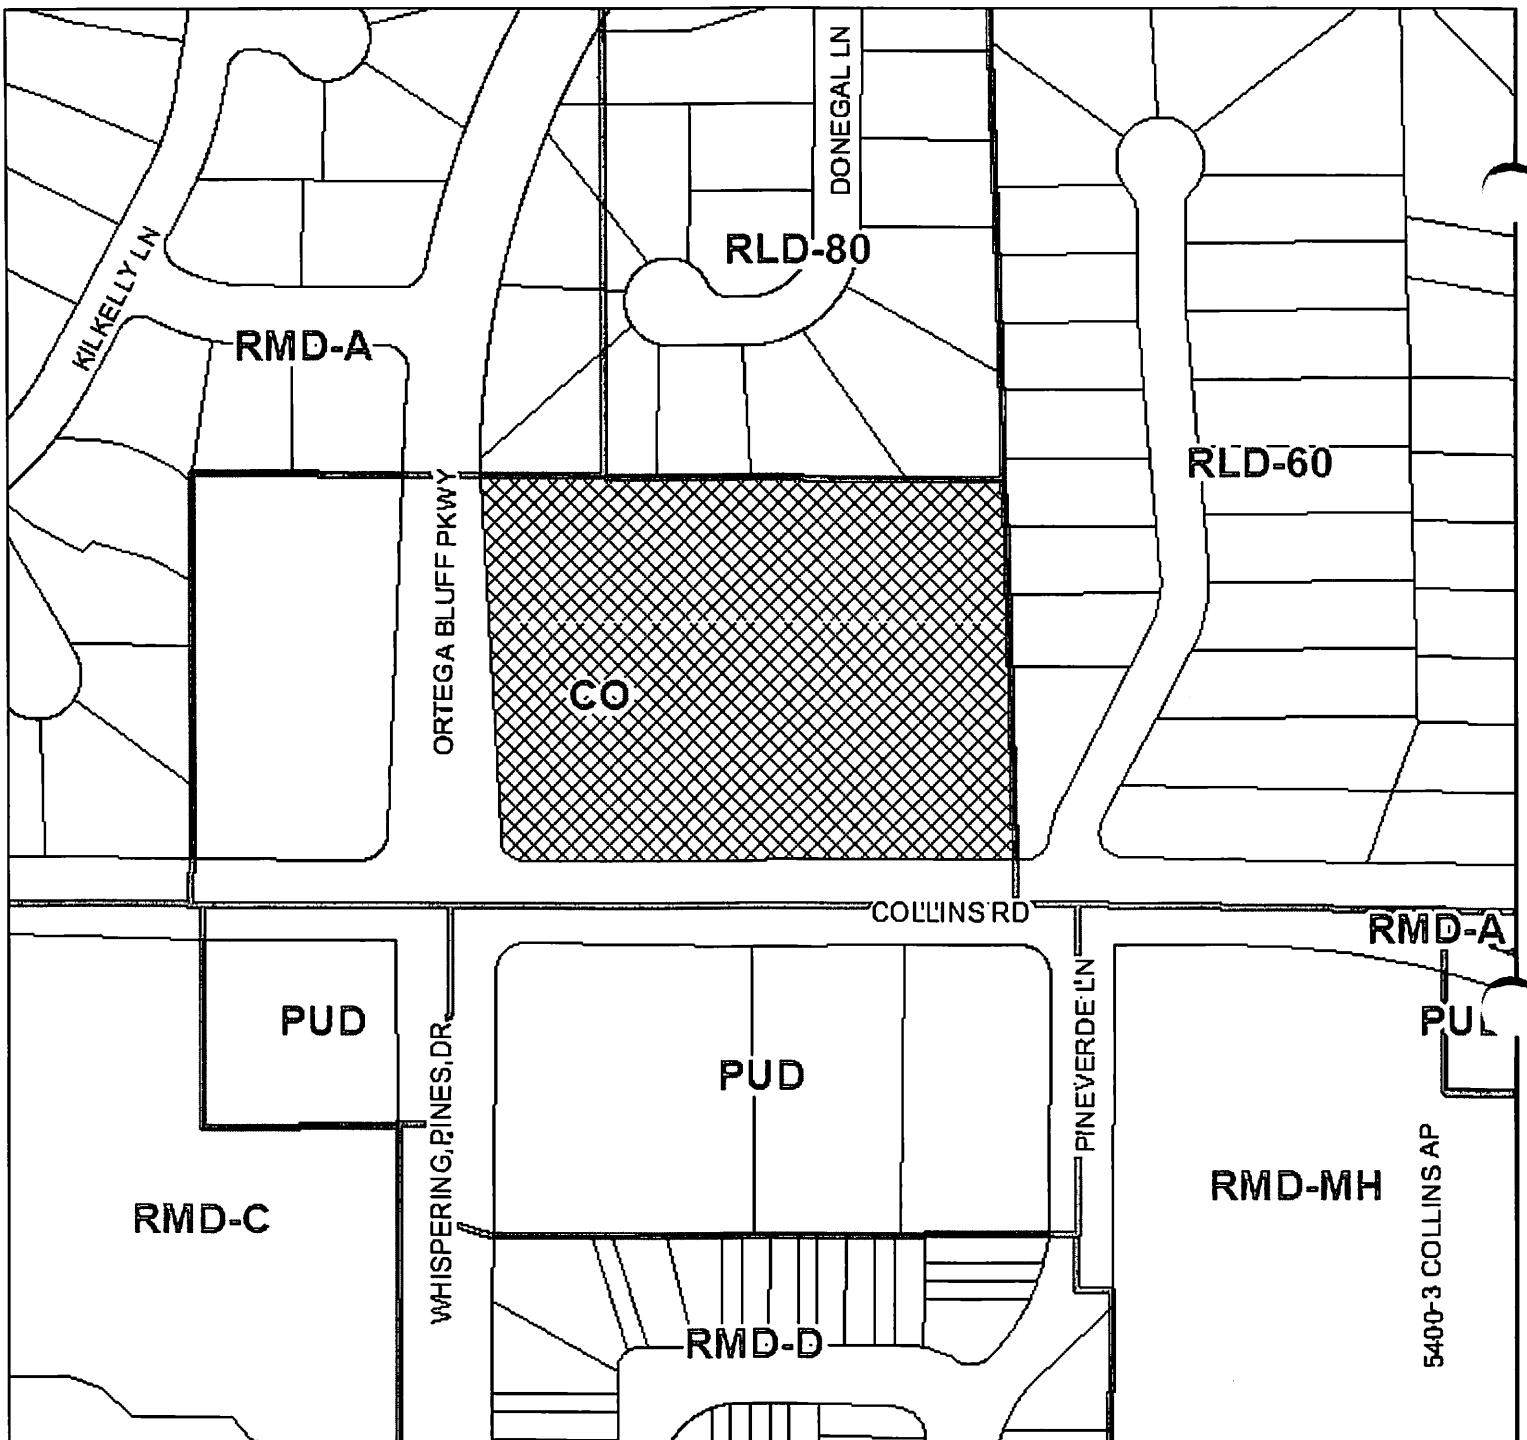 DONEGAL LN
RLD-80
KILKELLY LN
RMD-A
RLD-60
ORTEGA BLUFF PKWY
CO
COLLINS RD
RMD-A
PUD
PINEVERDE LN
PUD
WHISPERING PINES DR
PUD
RMD-MH
RMD-C
5400-3 COLLINS AP
RMD-D